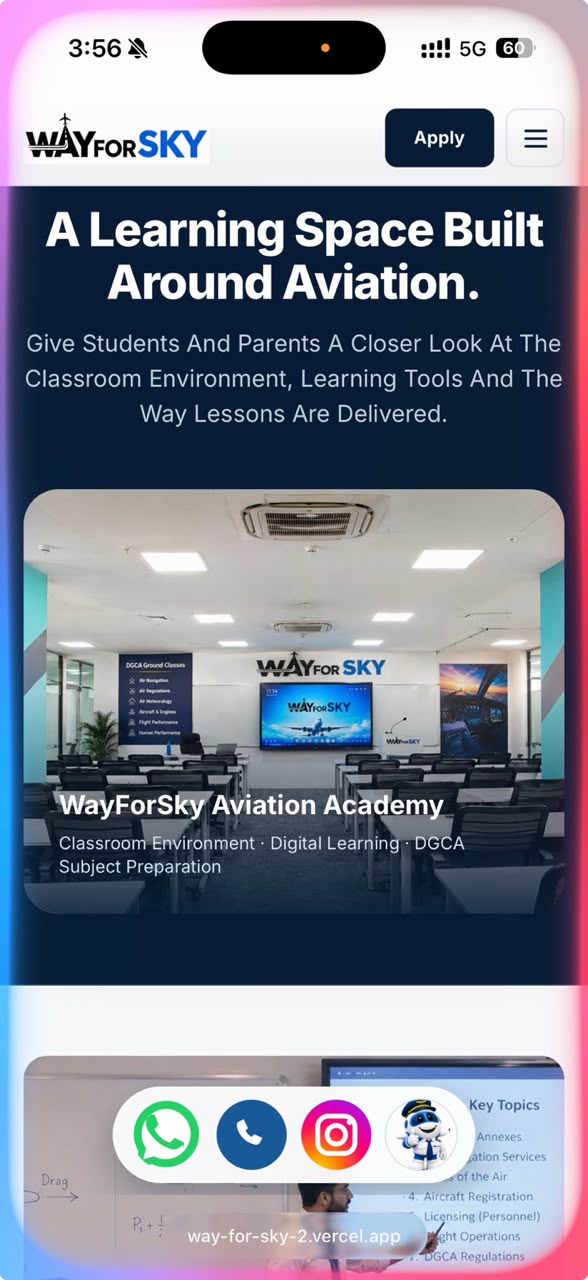 3:56
5G
60
WAYFORSKY
Apply
A Learning Space Built
Around Aviation.
Give Students And Parents A Closer Look At The
Classroom Environment, Learning Tools And The
Way Lessons Are Delivered.
DGCA Ground Classes
Air Navigation
Air Regulations
Air Meteorology
Aircraft & Engines
Flight Performance
Human Performance
WAYFOR SKY
WAYFORSKY
WAYFORSKY
WayForSky Aviation Academy
Classroom Environment · Digital Learning · DGCA
Subject Preparation
Key Topics
Annexes
gation Services
of the Air
4. Aircraft Registration
Licensing (Personnel)
ght Operations
7. DGCA Regulations
Drag
way-for-sky-2.vercel.app